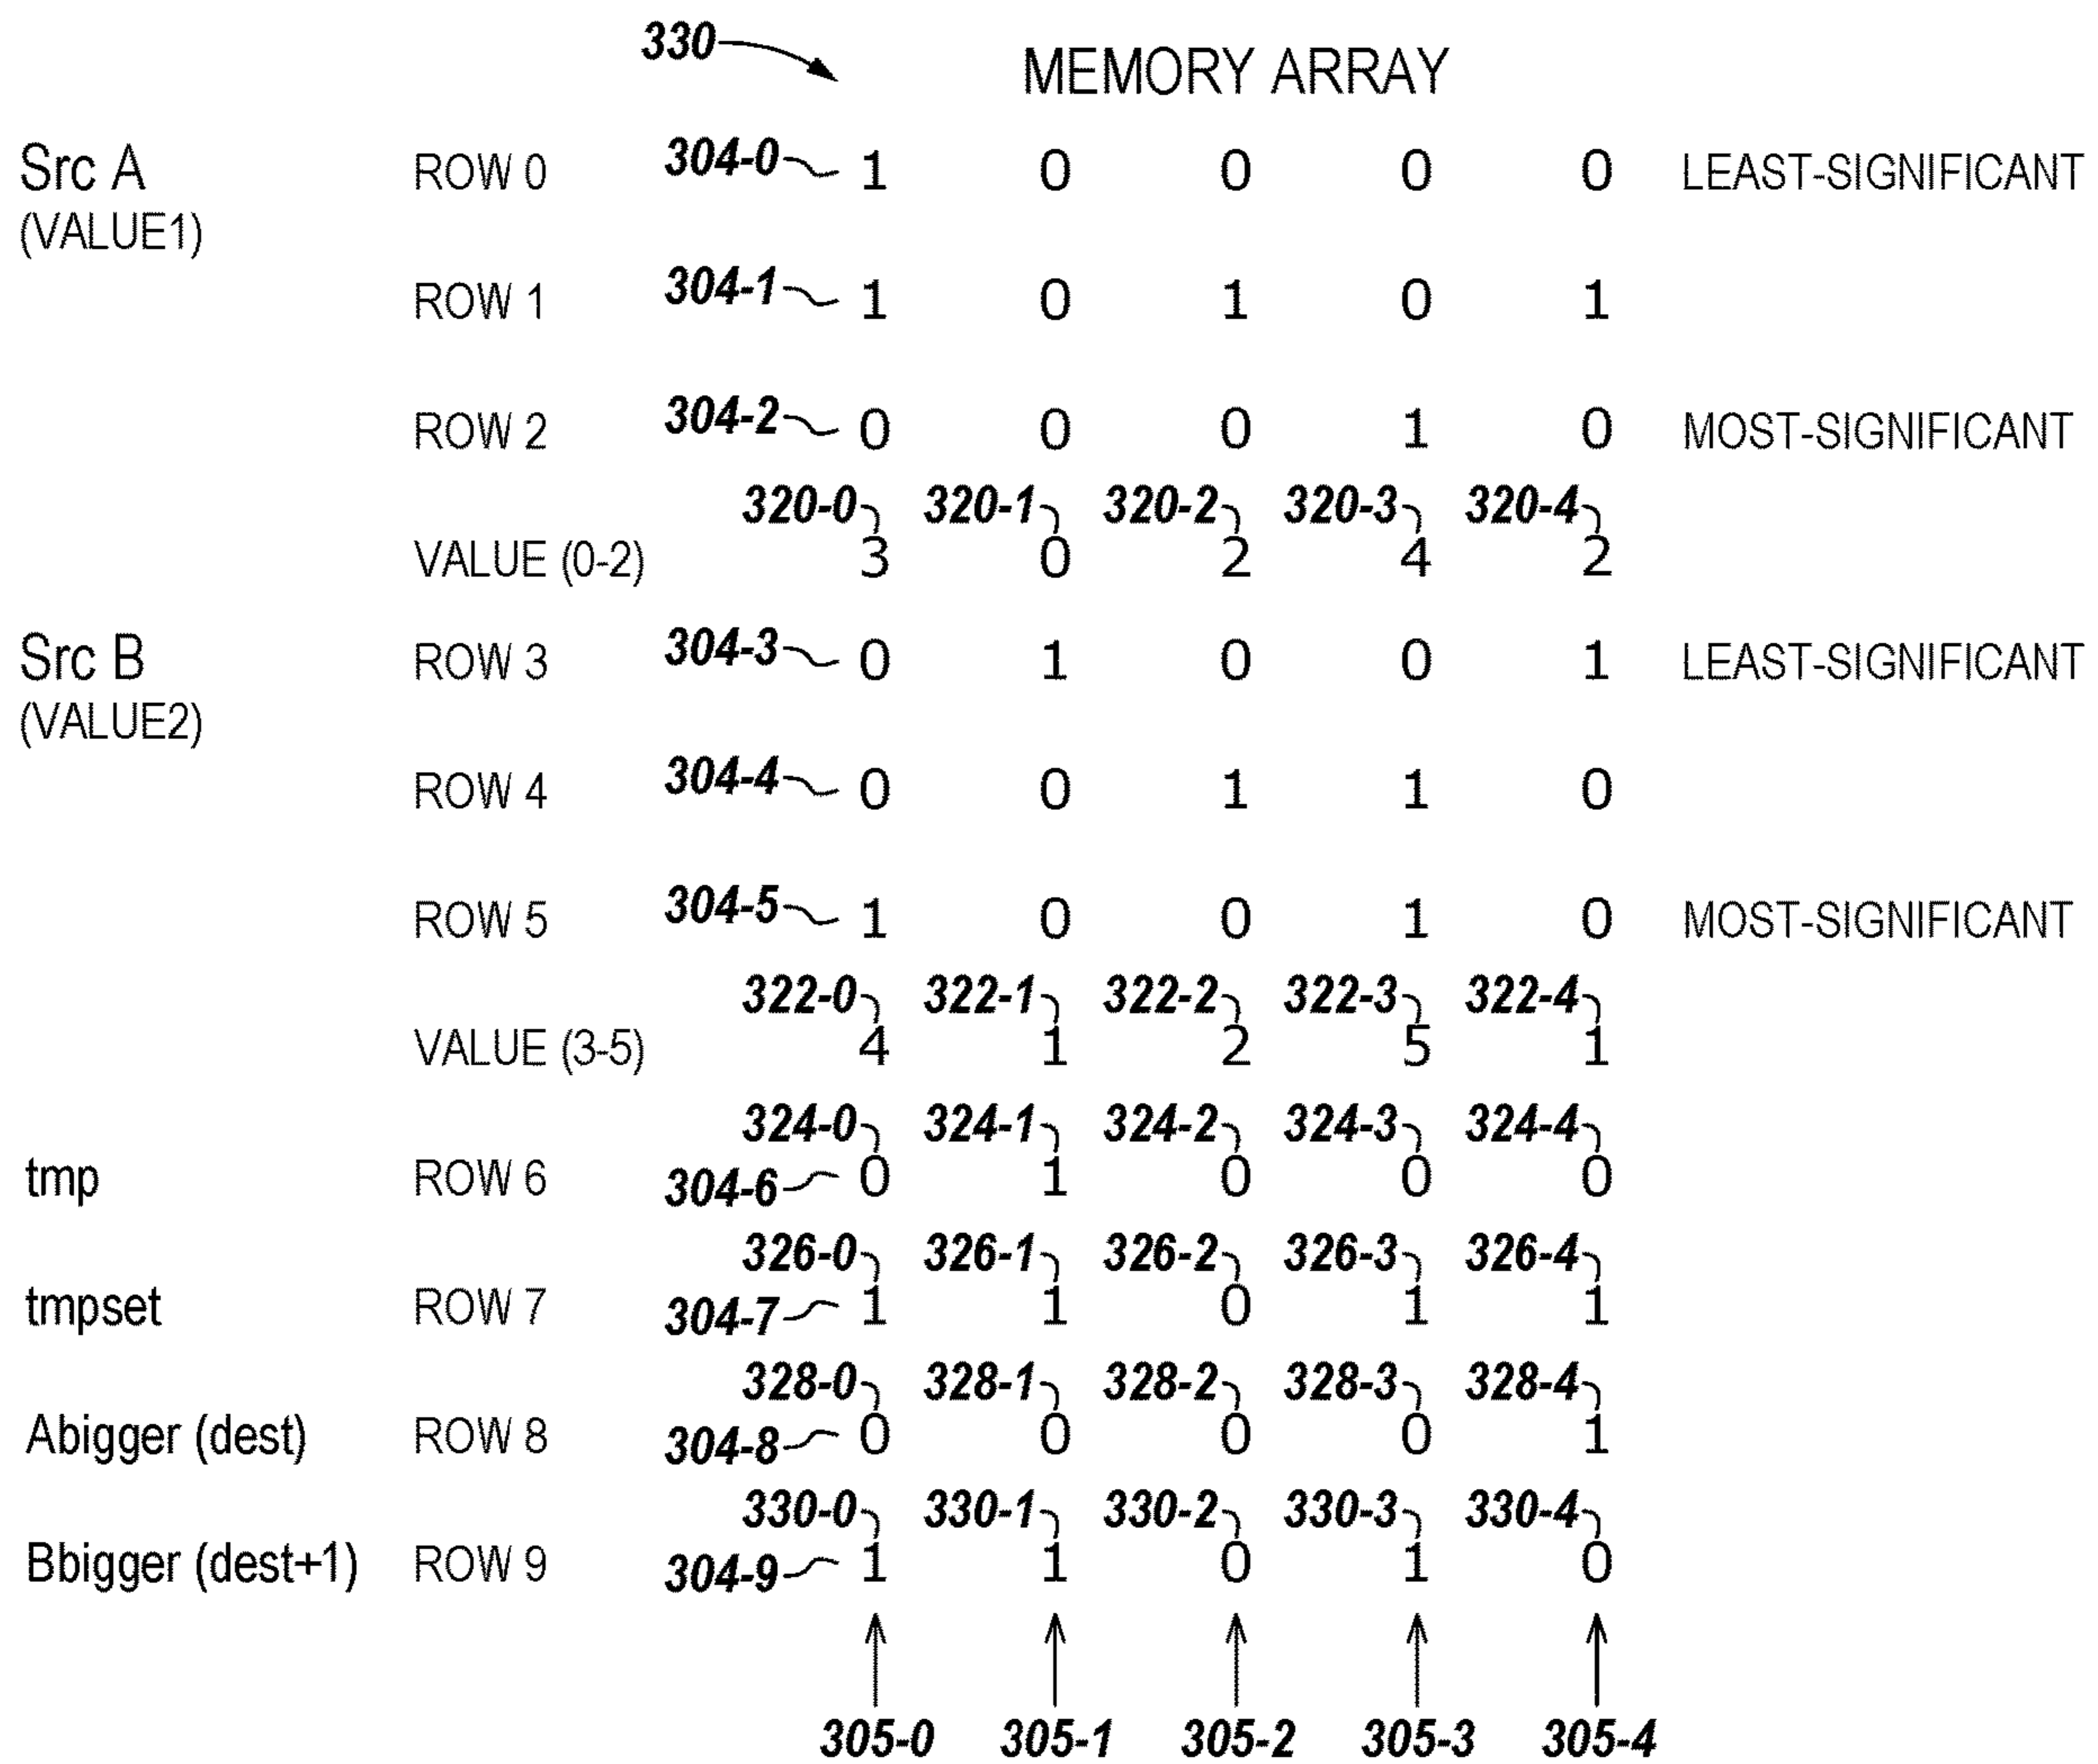 330 MEMORY ARRAY
Src A ROW 0 304-0 1 0 0 0 0 LEAST-SIGNIFICANT
(VALUE1)
ROW 1 304-1 1 0 1 0 1
ROW 2 304-2 0 0 0 1 0 MOST-SIGNIFICANT
320-0 320-1 320-2 320-3 320-4
VALUE (0-2) 3 0 2 4 2
Src B ROW 3 304-3 0 1 0 0 1 LEAST-SIGNIFICANT
(VALUE2)
ROW 4 304-4 0 0 1 1 0
ROW 5 304-5 1 0 0 1 0 MOST-SIGNIFICANT
322-0 322-1 322-2 322-3 322-4
VALUE (3-5) 4 1 2 5 1
324-0 324-1 324-2 324-3 324-4
tmp ROW 6 304-6 0 1 0 0 0
326-0 326-1 326-2 326-3 326-4
tmpset ROW 7 304-7 1 1 0 1 1
328-0 328-1 328-2 328-3 328-4
Abigger (dest) ROW 8 304-8 0 0 0 0 1
330-0 330-1 330-2 330-3 330-4
Bbigger (dest+1) ROW 9 304-9 1 1 0 1 0
305-0 305-1 305-2 305-3 305-4